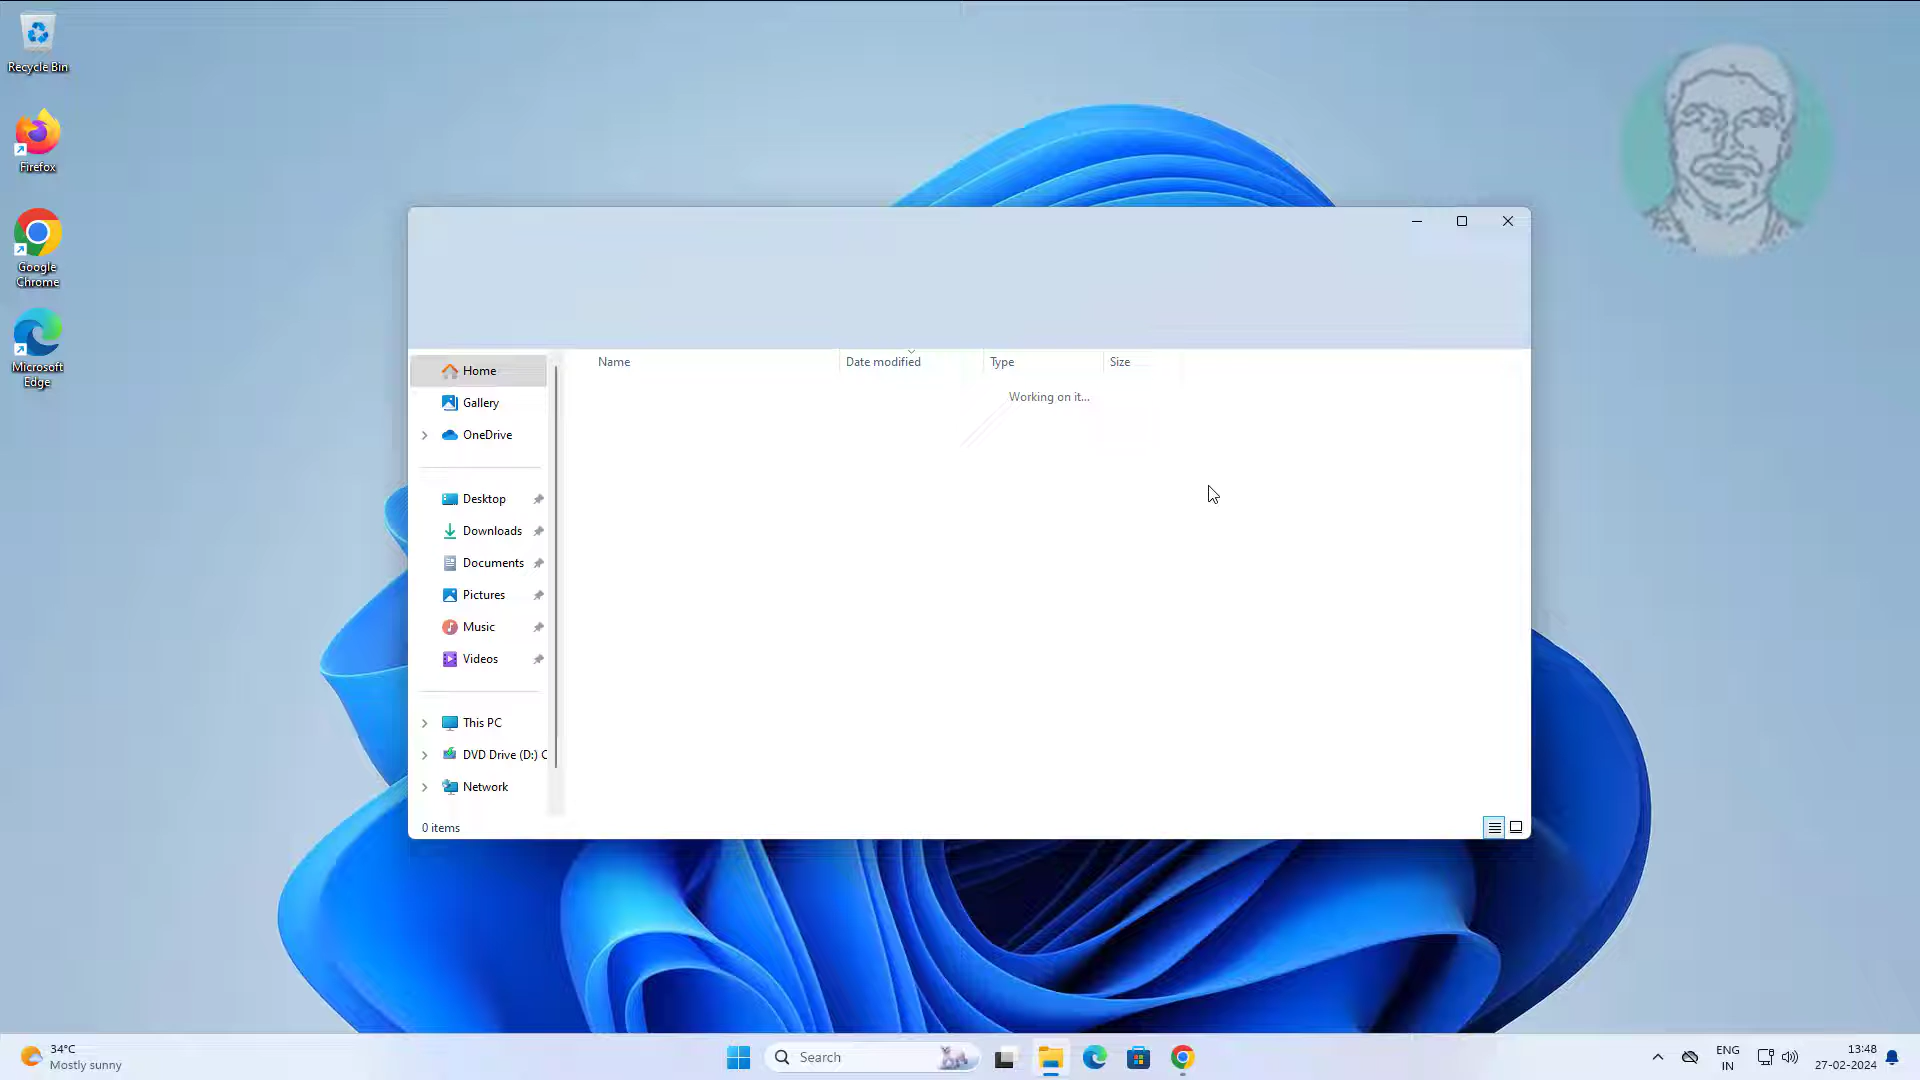 Recycle Bin
Firefox
Google
Chrome
Microsoft
Edge
Name
Date modified
Type
Size
Working on it...
Home
Gallery
OneDrive
Desktop
Downloads
Documents
Pictures
Music
Videos
This PC
DVD Drive (D:) C
Network
0 items
34°C
Mostly sunny
Search
ENG
IN
13:48
27-02-2024